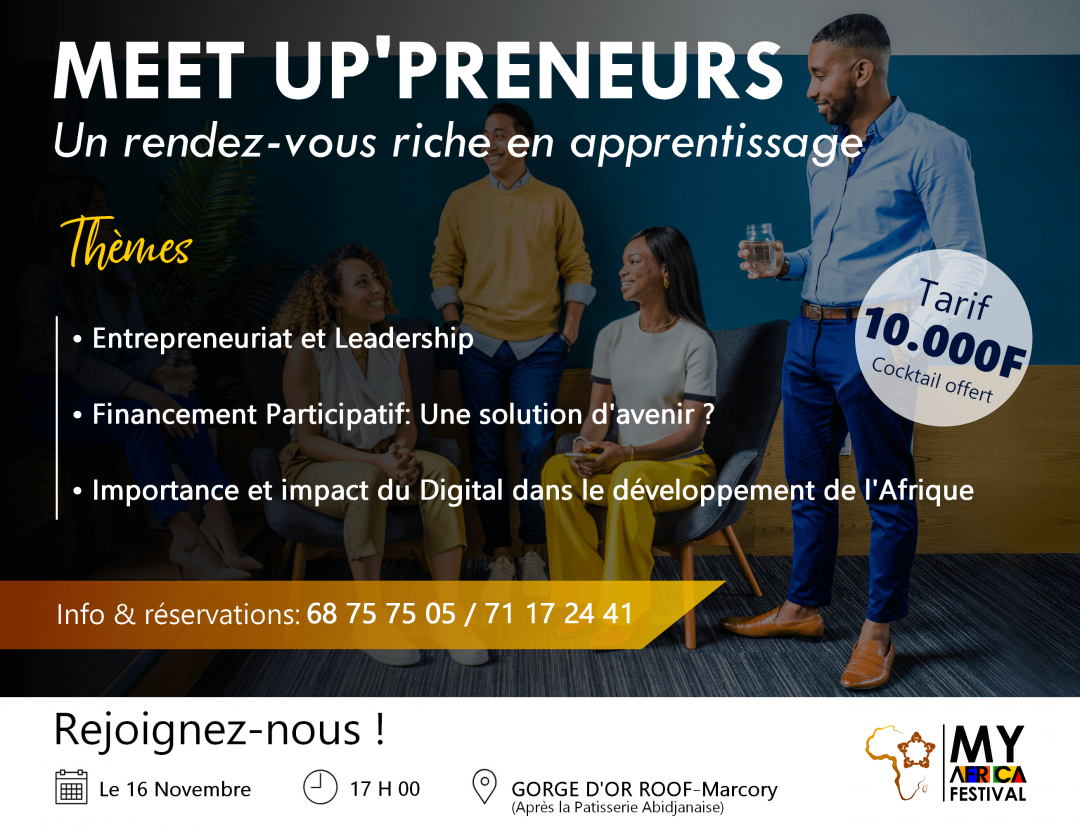 MEET UP'PRENEURS
Un rendez-vous riche en apprentissage
Thèmes
• Entrepreneuriat et Leadership
• Financement Participatif: Une solution d'avenir ?
• Importance et impact du Digital dans le développement de l'Afrique
Tarif
10.000F
Cocktail offert
Info & réservations: 68 75 75 05 / 71 17 24 41
Rejoignez-nous !
Le 16 Novembre
17 H 00
GORGE D'OR ROOF-Marcory
(Après la Patisserie Abidjanaise)
MY
AFRICA
FESTIVAL